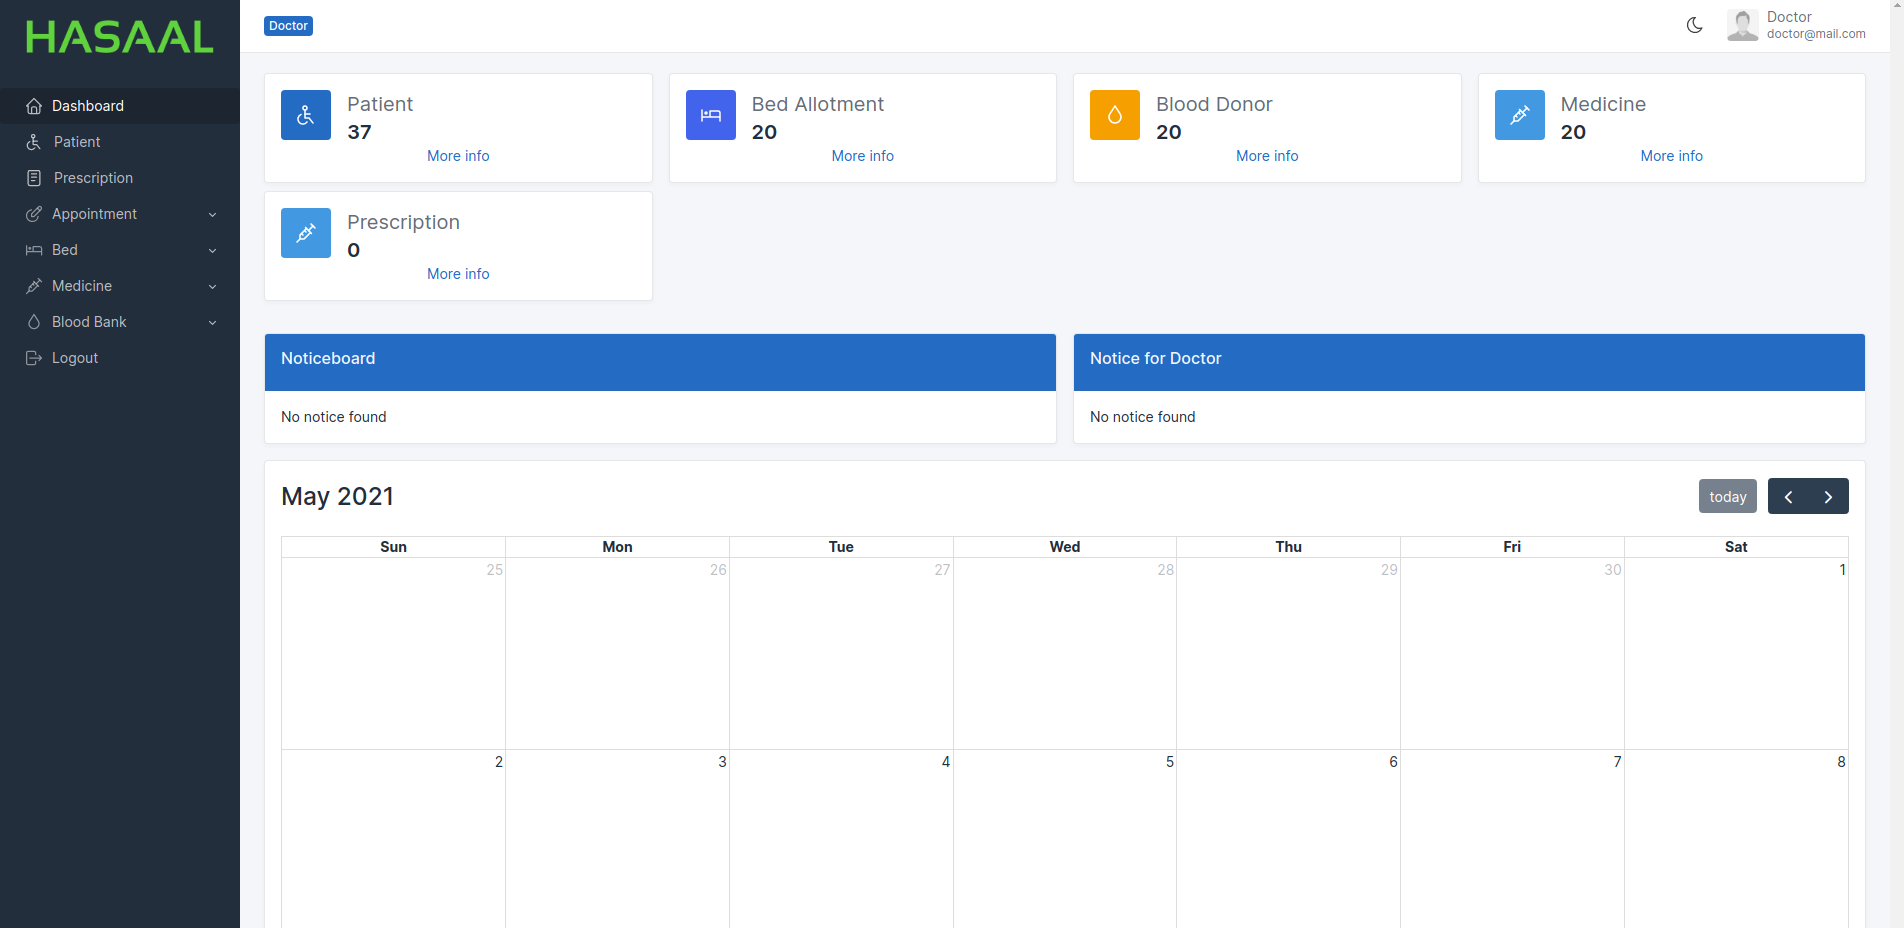 HASAAL
Dashboard
Patient
Prescription
Appointment
Bed
Medicine
Blood Bank
Logout
Doctor
Doctor
doctor@mail.com
Patient
37
More info
Bed Allotment
20
More info
Blood Donor
20
More info
Medicine
20
More info
Prescription
0
More info
Noticeboard
No notice found
Notice for Doctor
No notice found
May 2021
today
Sun Mon Tue Wed Thu Fri Sat
25 26 27 28 29 30 1
2 3 4 5 6 7 8